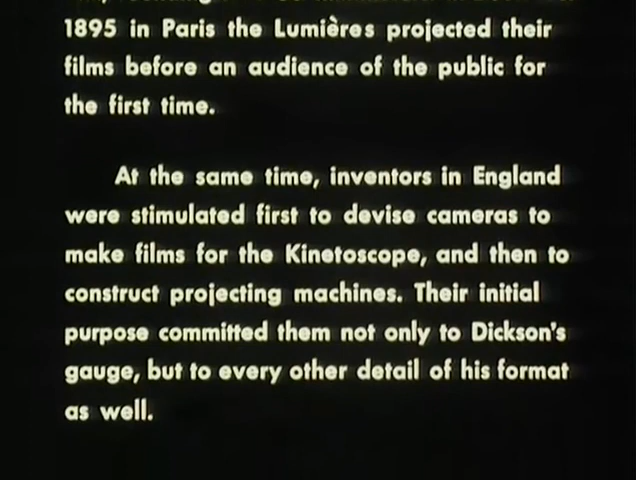 1895 in Paris the Lumières projected their
films before an audience of the public for
the first time.
At the same time, inventors in England
were stimulated first to devise cameras to
make films for the Kinetoscope, and then to
construct projecting machines. Their initial
purpose committed them not only to Dickson's
gauge, but to every other detail of his format
as well.